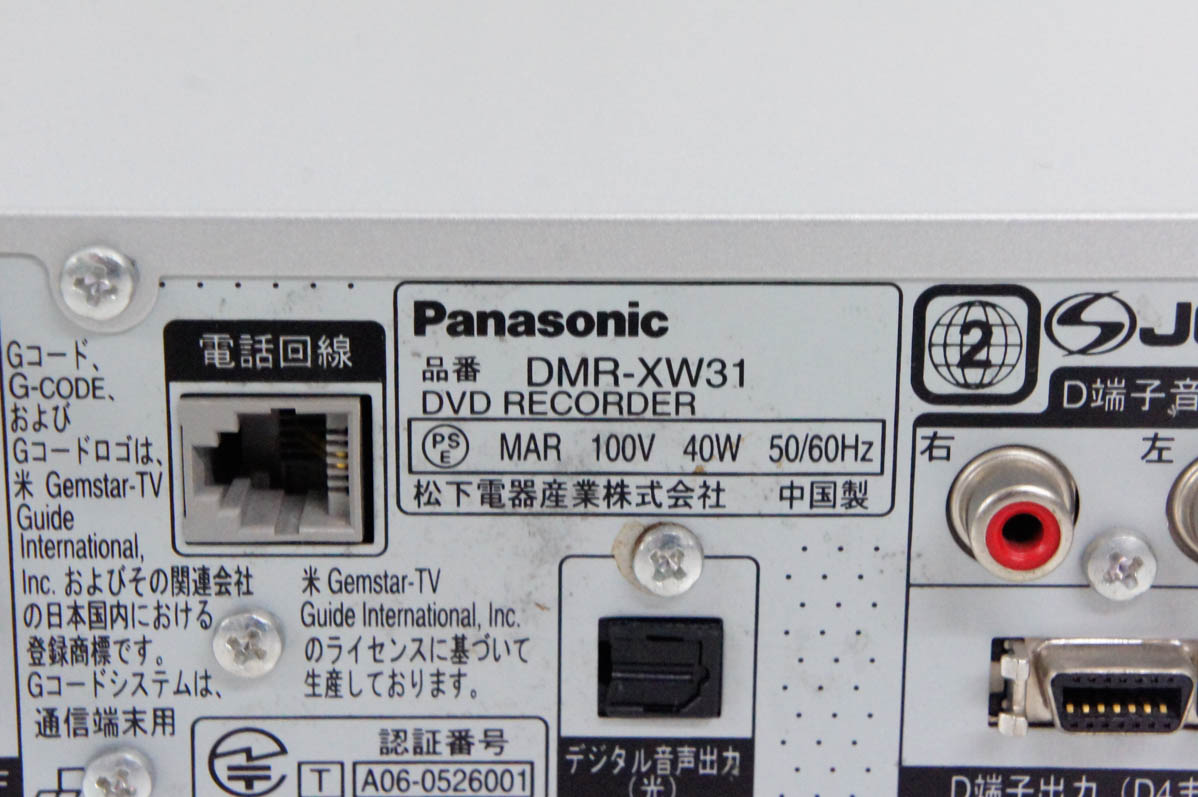 Gコード、
G-CODE、
および
Gコードロゴは、
米 Gemstar-TV
Guide
International,
Inc. およびその関連会社
の日本国内における
登録商標です。
Gコードシステムは、
米 Gemstar-TV
Guide International, Inc.
のライセンスに基づいて
生産しております。
通信端末用
電話回線
Panasonic
品番 DMR-XW31
DVD RECORDER
PS E MAR 100V 40W 50/60Hz
松下電器産業株式会社 中国製
認証番号
T A06-0526001
デジタル音声出力
(光)
2
D端子音
右 左
D端子出力(D4ま